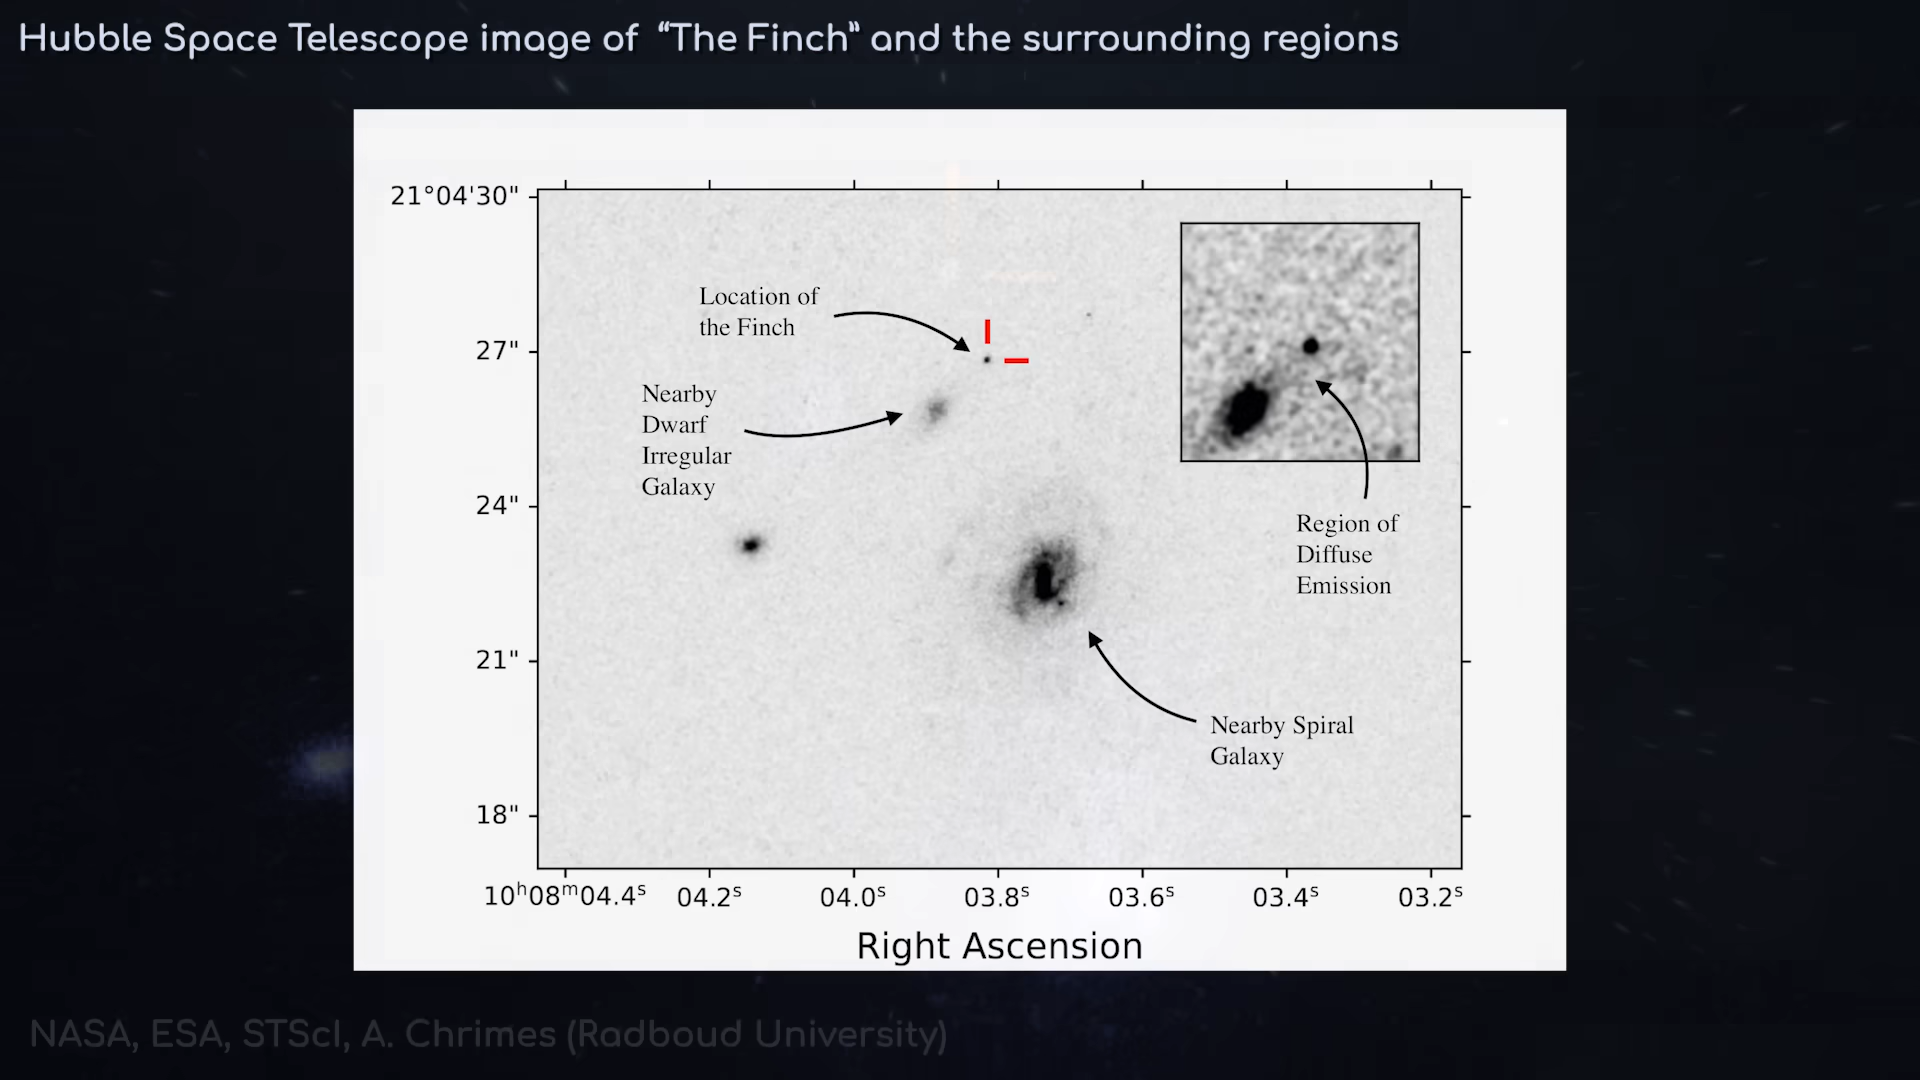 Hubble Space Telescope image of “The Finch” and the surrounding regions
21°04'30"
27"
24"
21"
18"
Location of
the Finch
Nearby
Dwarf
Irregular
Galaxy
Region of
Diffuse
Emission
Nearby Spiral
Galaxy
10ʰ08ᵐ04.4ˢ 04.2ˢ 04.0ˢ 03.8ˢ 03.6ˢ 03.4ˢ 03.2ˢ
Right Ascension
NASA, ESA, STScI, A. Chrimes (Radboud University)